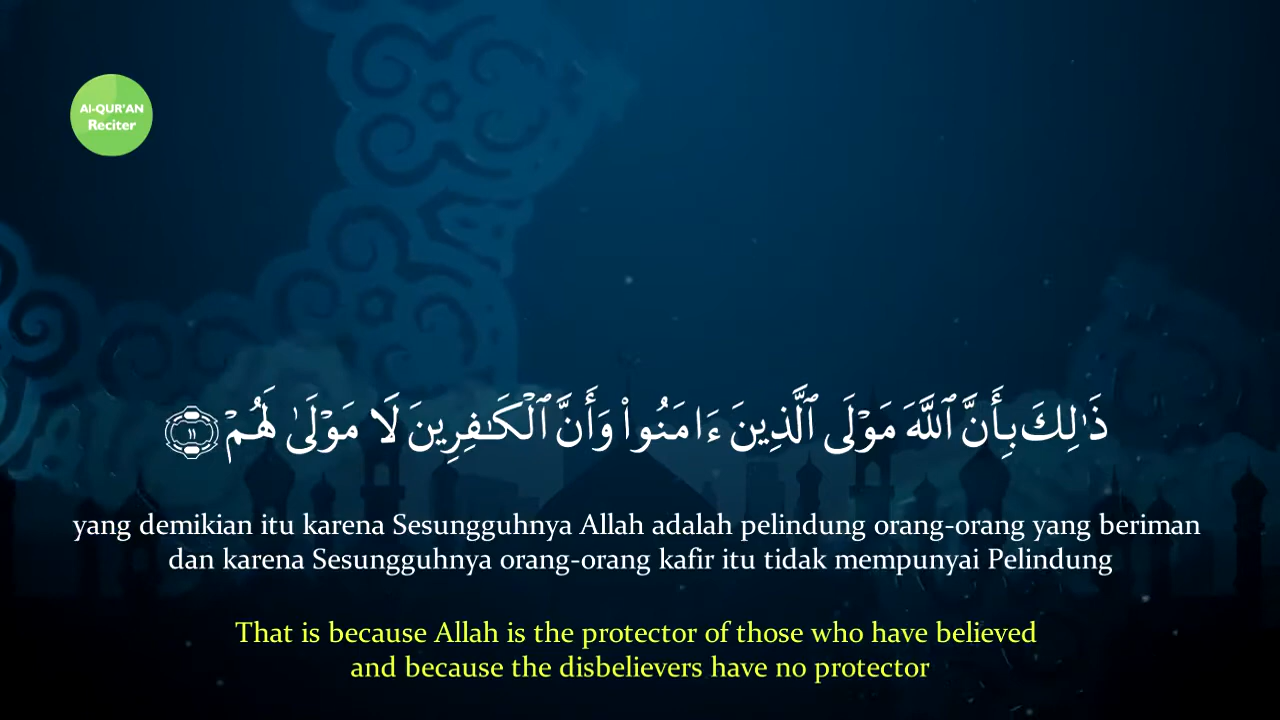 Al-QUR'AN
Reciter
ذَٰلِكَ بِأَنَّ ٱللَّهَ مَوْلَى ٱلَّذِينَ ءَامَنُوا۟ وَأَنَّ ٱلْكَـٰفِرِينَ لَا مَوْلَىٰ لَهُمْ ١١
yang demikian itu karena Sesungguhnya Allah adalah pelindung orang-orang yang beriman
dan karena Sesungguhnya orang-orang kafir itu tidak mempunyai Pelindung
That is because Allah is the protector of those who have believed
and because the disbelievers have no protector